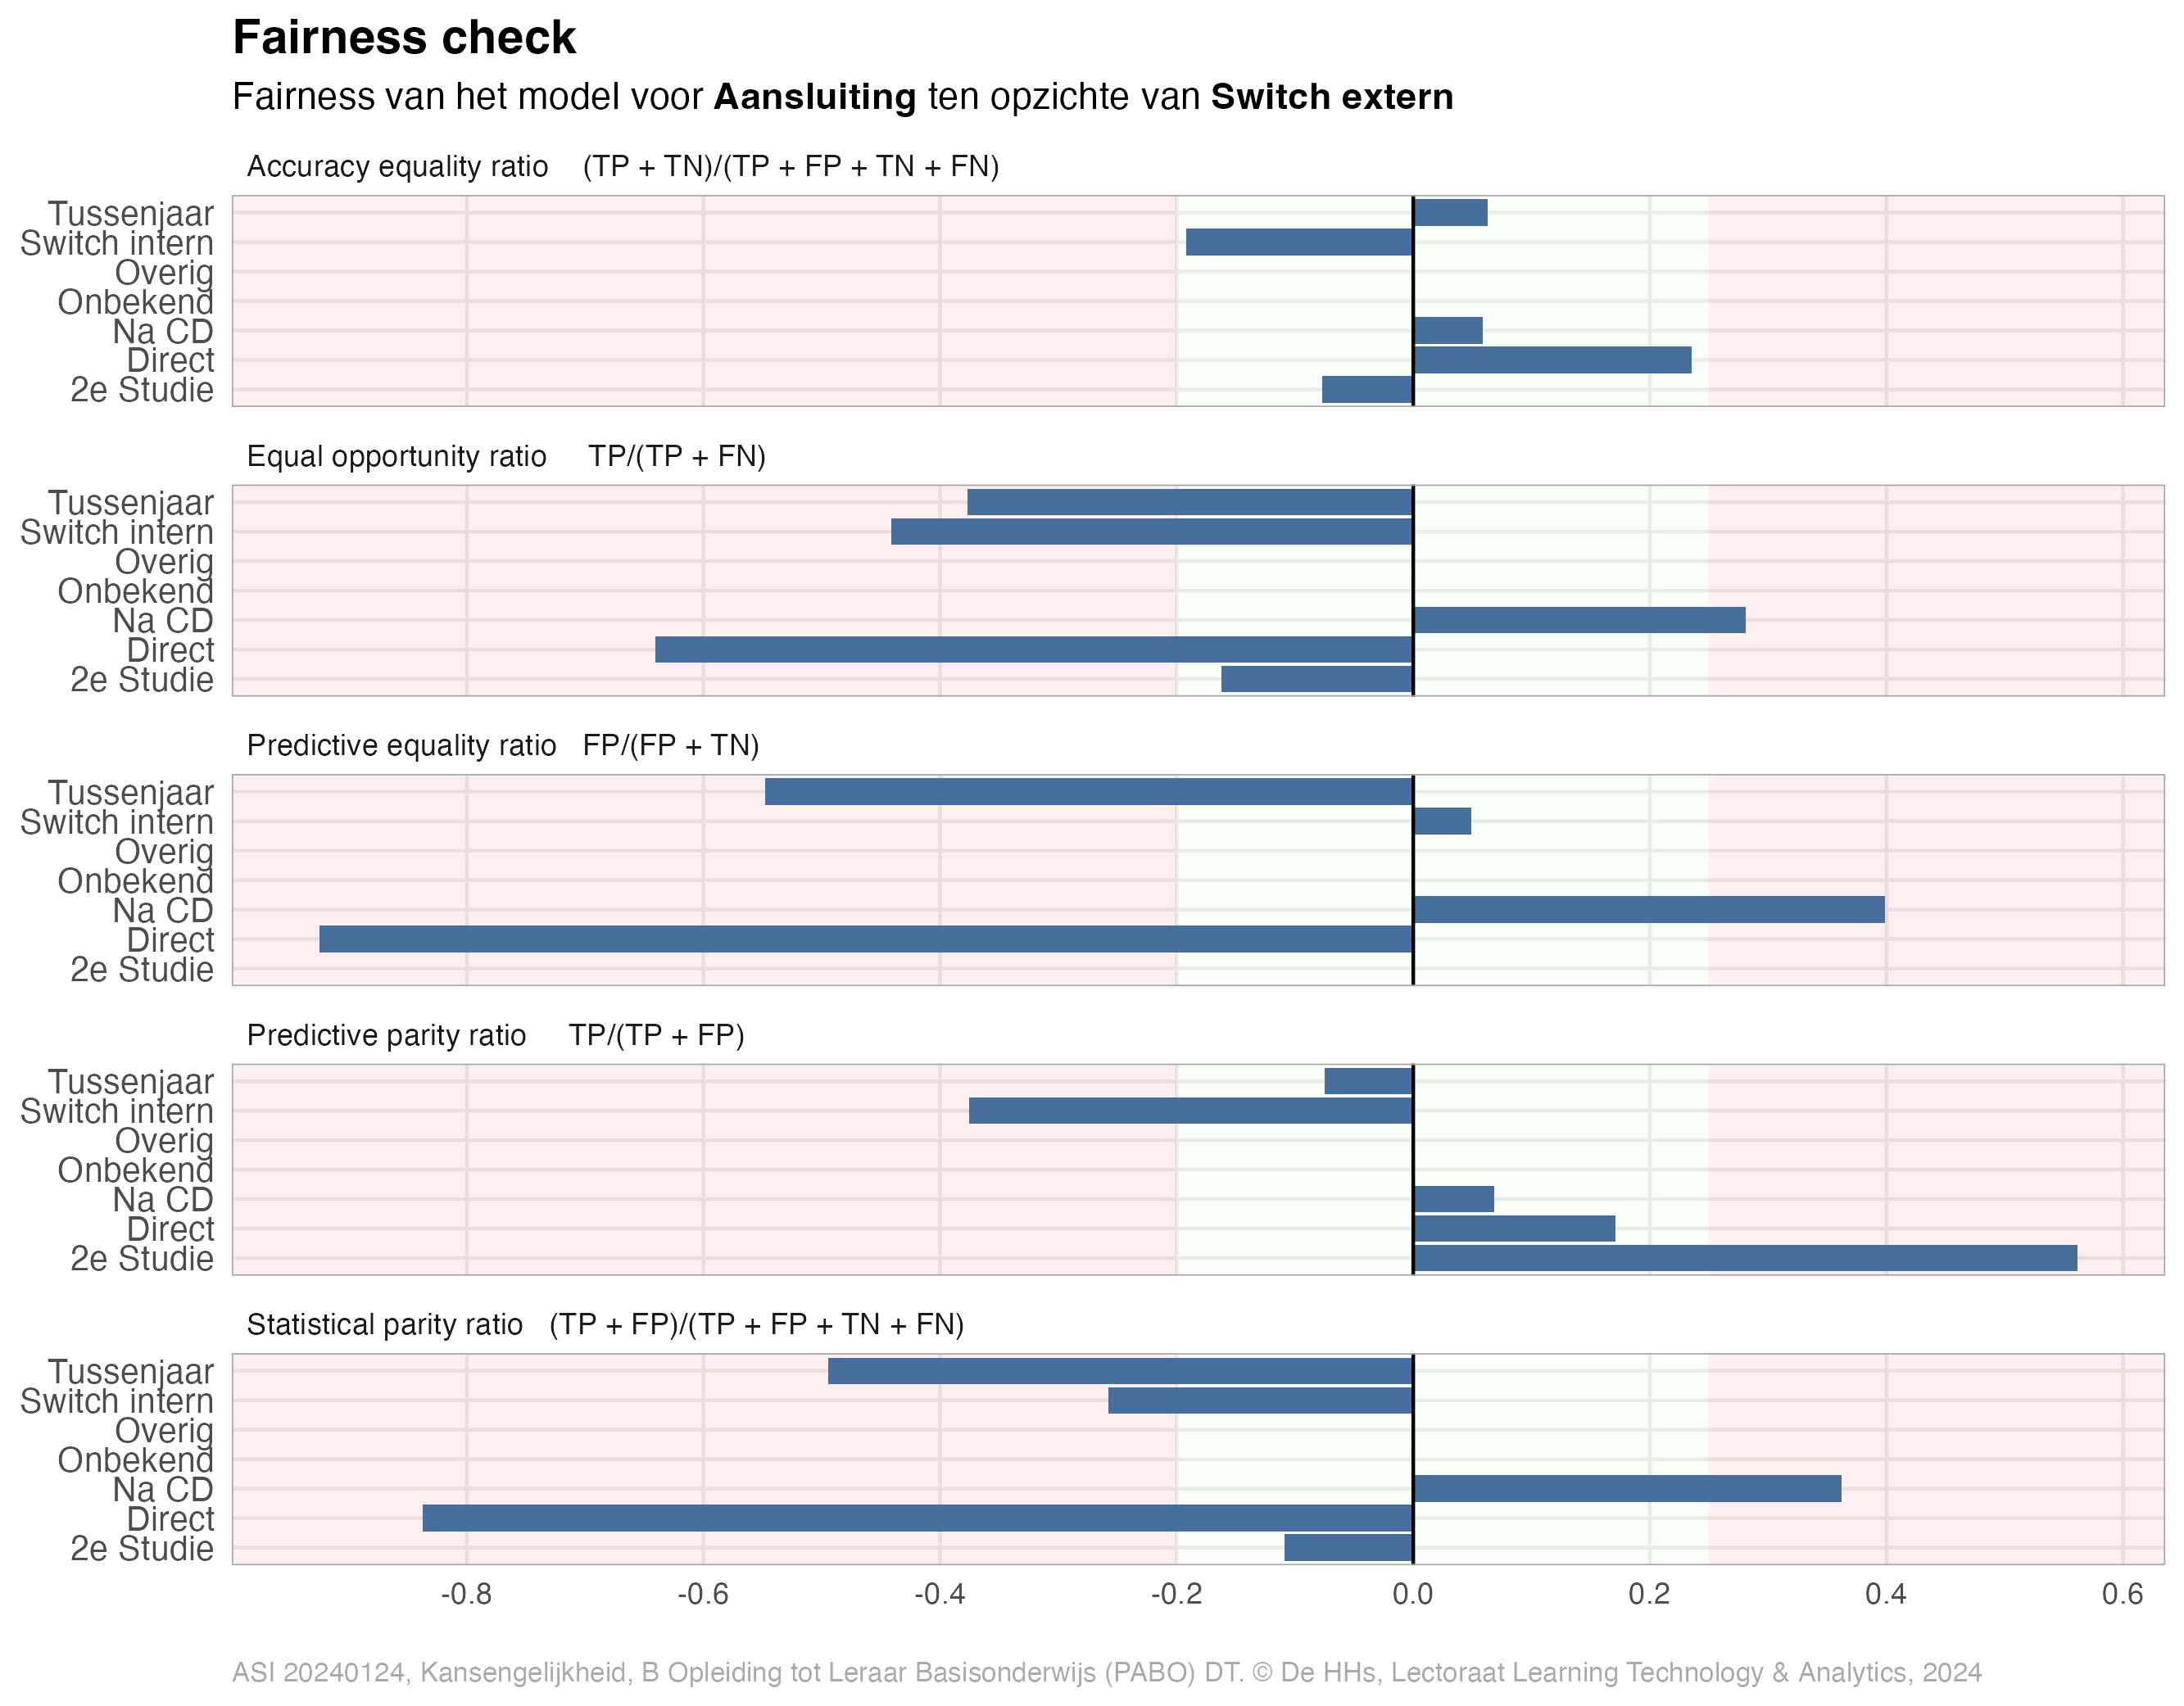 Fairness check
Fairness van het model voor Aansluiting ten opzichte van Switch extern
Accuracy equality ratio (TP + TN)/(TP + FP + TN + FN)
Tussenjaar
Switch intern
Overig
Onbekend
Na CD
Direct
2e Studie
Equal opportunity ratio TP/(TP + FN)
Tussenjaar
Switch intern
Overig
Onbekend
Na CD
Direct
2e Studie
Predictive equality ratio FP/(FP + TN)
Tussenjaar
Switch intern
Overig
Onbekend
Na CD
Direct
2e Studie
Predictive parity ratio TP/(TP + FP)
Tussenjaar
Switch intern
Overig
Onbekend
Na CD
Direct
2e Studie
Statistical parity ratio (TP + FP)/(TP + FP + TN + FN)
Tussenjaar
Switch intern
Overig
Onbekend
Na CD
Direct
2e Studie
-0.8 -0.6 -0.4 -0.2 0.0 0.2 0.4 0.6
ASI 20240124, Kansengelijkheid, B Opleiding tot Leraar Basisonderwijs (PABO) DT. © De HHs, Lectoraat Learning Technology & Analytics, 2024